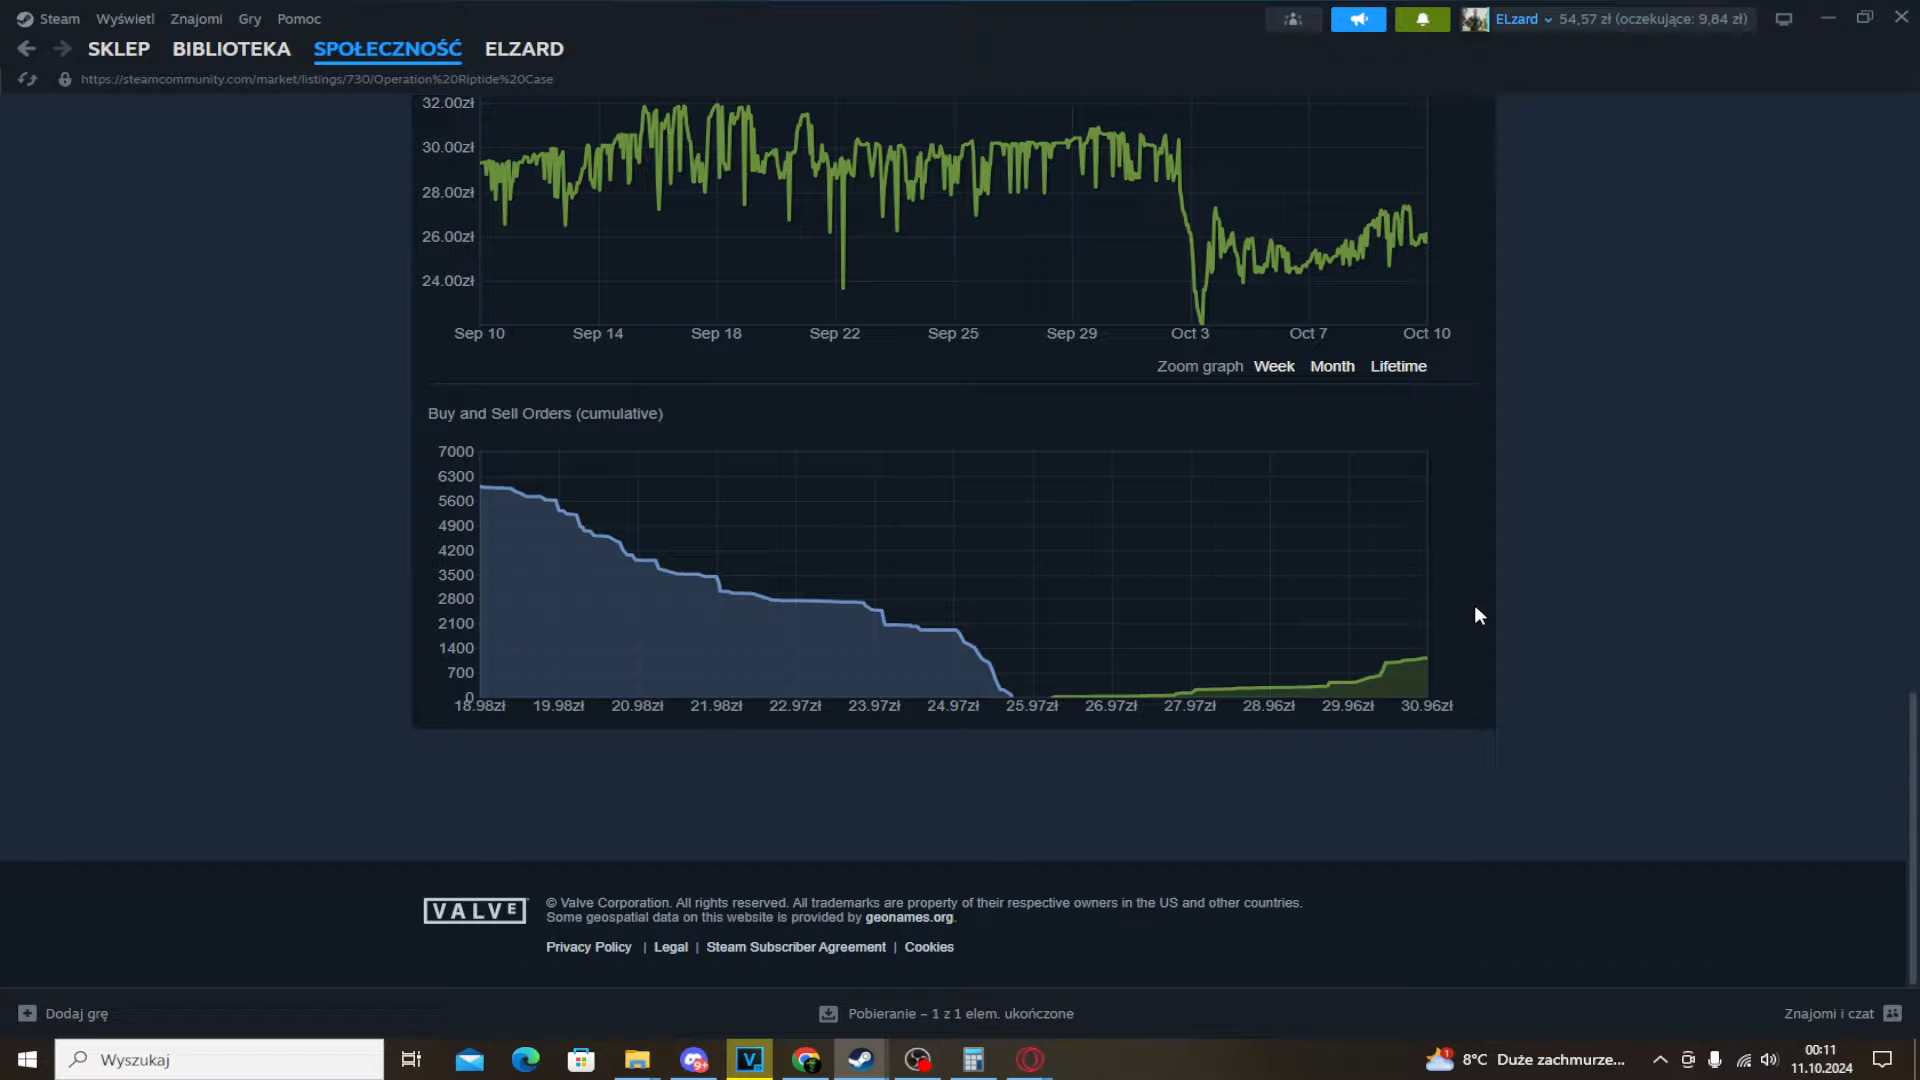 Steam Wyświetl Znajomi Gry Pomoc
ELzard 54,57 zł (oczekujące: 9,84 zł)
SKLEP BIBLIOTEKA SPOŁECZNOŚĆ ELZARD
https://steamcommunity.com/market/listings/730/Operation%20Riptide%20Case
32.00zł
30.00zł
28.00zł
26.00zł
24.00zł
Sep 10 Sep 14 Sep 18 Sep 22 Sep 25 Sep 29 Oct 3 Oct 7 Oct 10
Zoom graph Week Month Lifetime
Buy and Sell Orders (cumulative)
7000
6300
5600
4900
4200
3500
2800
2100
1400
700
0
18.98zł 19.98zł 20.98zł 21.98zł 22.97zł 23.97zł 24.97zł 25.97zł 26.97zł 27.97zł 28.96zł 29.96zł 30.96zł
VALVE
© Valve Corporation. All rights reserved. All trademarks are property of their respective owners in the US and other countries.
Some geospatial data on this website is provided by geonames.org.
Privacy Policy | Legal | Steam Subscriber Agreement | Cookies
Dodaj grę
Pobieranie – 1 z 1 elem. ukończone
Znajomi i czat
Wyszukaj
9+
V
1
8°C Duże zachmurze...
00:11
11.10.2024